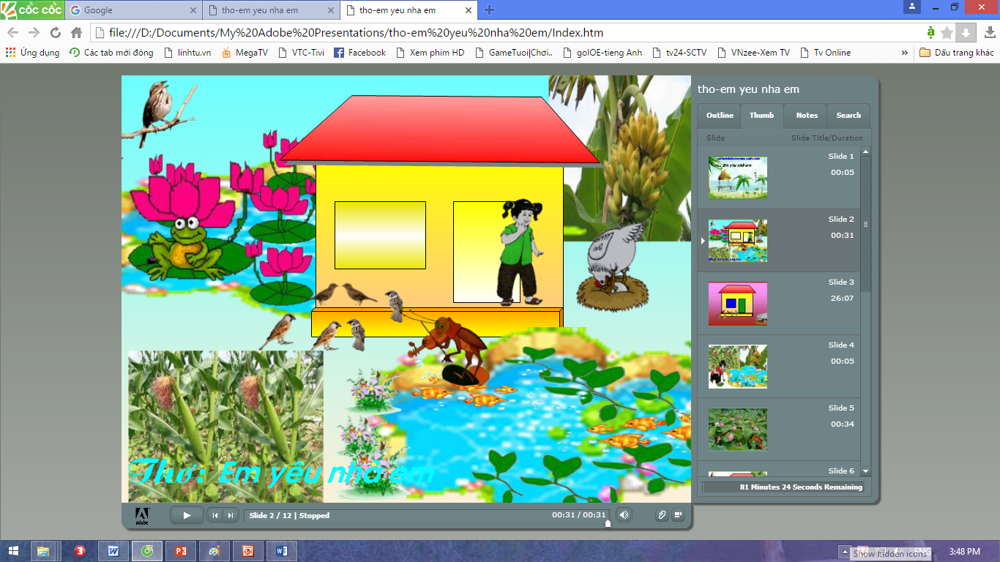 cốc cốc
Google
tho-em yeu nha em
tho-em yeu nha em
file:///D:/Documents/My%20Adobe%20Presentations/tho-em%20yeu%20nha%20em/Index.htm
Ứng dụng
Các tab mới đóng
linhtu.vn
MegaTV
VTC-Tivi
Facebook
Xem phim HD
GameTuoi|Chơi..
goIOE-tieng Anh
tv24-SCTV
VNzee-Xem TV
Tv Online
»
Dấu trang khác
Thơ: Em yêu nhà em
tho-em yeu nha em
Outline
Thumb
Notes
Search
Slide
Slide Title/Duration
Slide 1
00:05
Slide 2
00:31
Slide 3
26:07
Slide 4
00:05
Slide 5
00:34
Slide 6
81 Minutes 24 Seconds Remaining
Adobe
Slide 2 / 12 | Stopped
00:31 / 00:31
ENG
Show hidden icons
3:48 PM